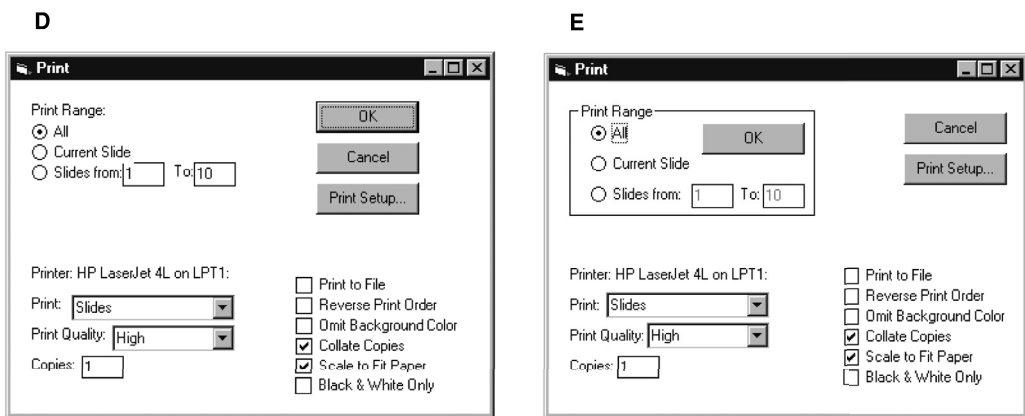 D
Print
Print Range:
All
Current Slide
Slides from: 1 To: 10
OK
Cancel
Print Setup...
Printer: HP LaserJet 4L on LPT1:
Print: Slides
Print Quality: High
Copies: 1
Print to File
Reverse Print Order
Omit Background Color
Collate Copies
Scale to Fit Paper
Black & White Only
E
Print
Print Range
All
OK
Current Slide
Slides from: 1 To: 10
Cancel
Print Setup...
Printer: HP LaserJet 4L on LPT1:
Print: Slides
Print Quality: High
Copies: 1
Print to File
Reverse Print Order
Omit Background Color
Collate Copies
Scale to Fit Paper
Black & White Only